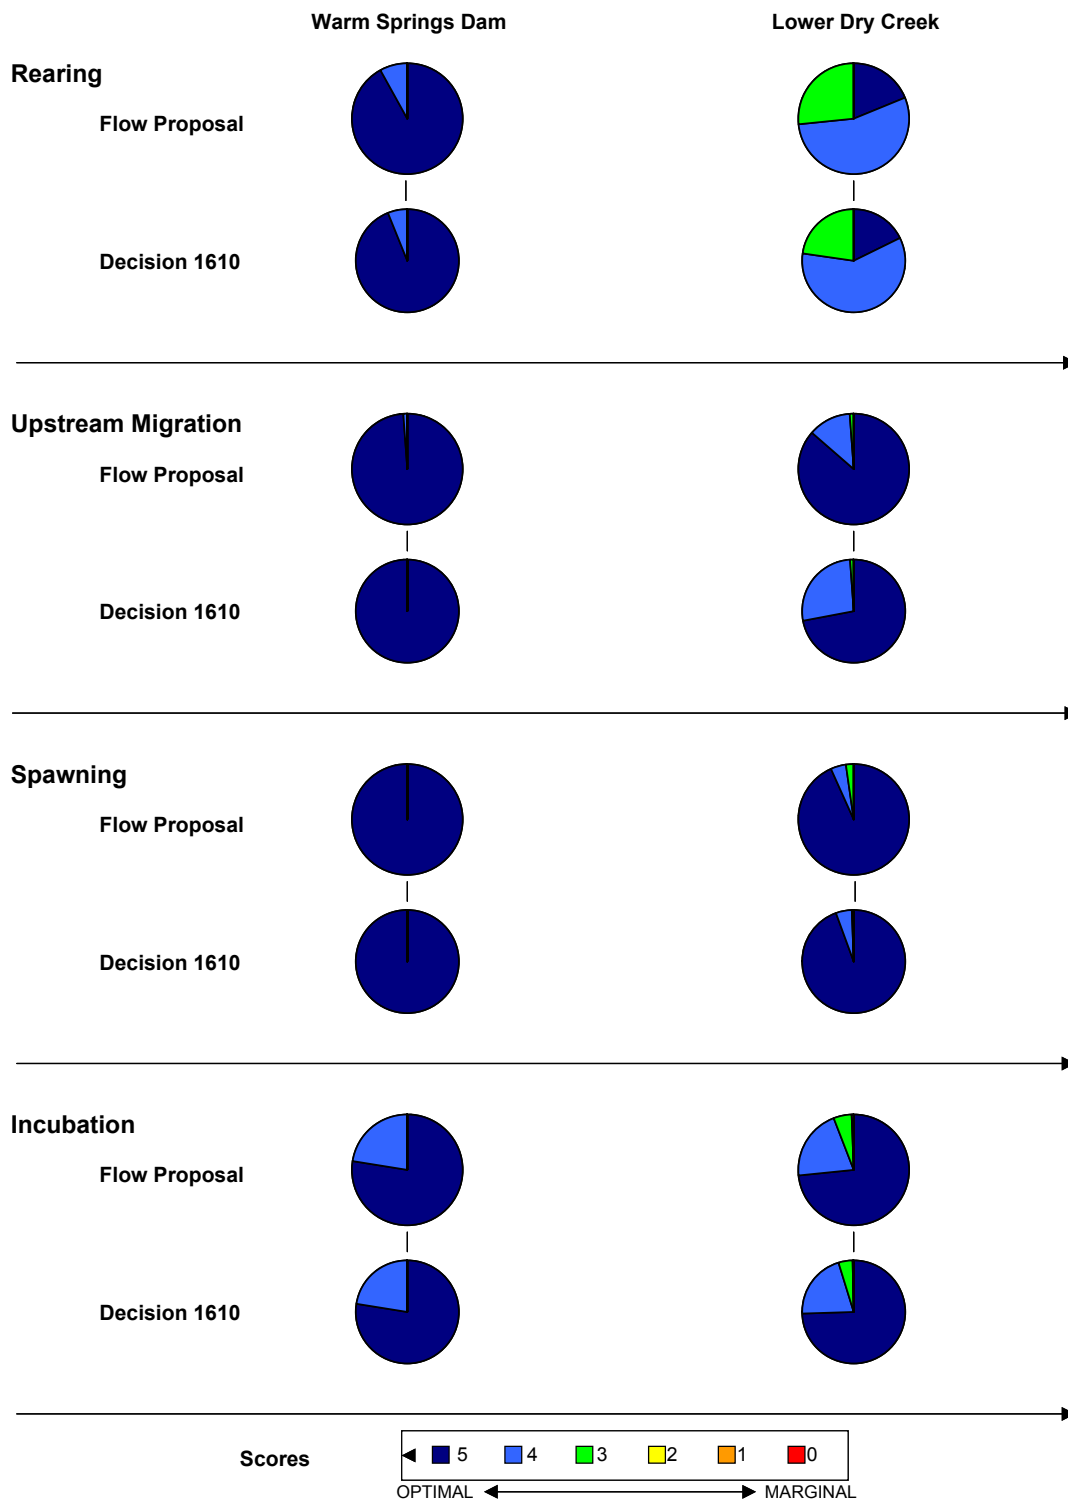 Warm Springs Dam Lower Dry Creek
Rearing
Flow Proposal
Decision 1610
Upstream Migration
Flow Proposal
Decision 1610
Spawning
Flow Proposal
Decision 1610
Incubation
Flow Proposal
Decision 1610
Scores 5 4 3 2 1 0
OPTIMAL MARGINAL